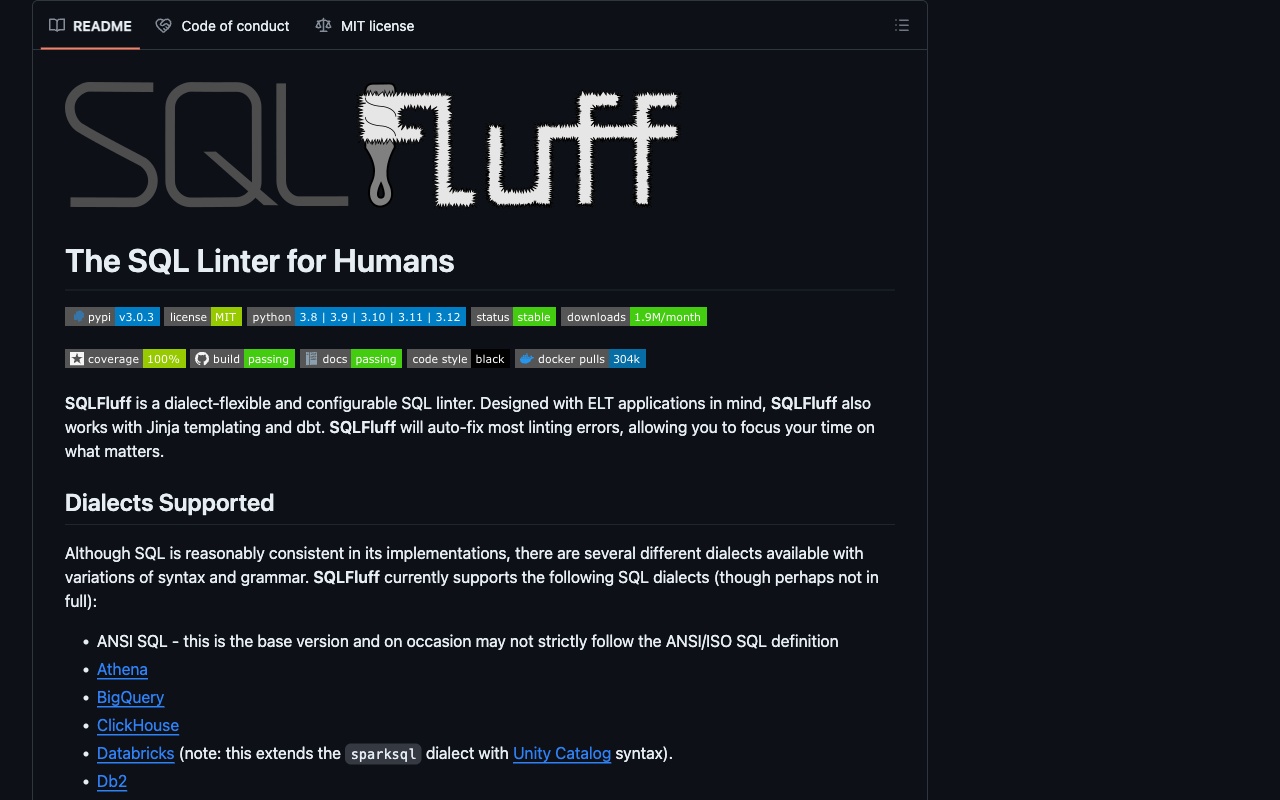 README
Code of conduct
MIT license
SQLFluff
The SQL Linter for Humans
pypi v3.0.3 license MIT python 3.8 | 3.9 | 3.10 | 3.11 | 3.12 status stable downloads 1.9M/month
coverage 100% build passing docs passing code style black docker pulls 304k
SQLFluff is a dialect-flexible and configurable SQL linter. Designed with ELT applications in mind, SQLFluff also
works with Jinja templating and dbt. SQLFluff will auto-fix most linting errors, allowing you to focus your time on
what matters.
Dialects Supported
Although SQL is reasonably consistent in its implementations, there are several different dialects available with
variations of syntax and grammar. SQLFluff currently supports the following SQL dialects (though perhaps not in
full):
• ANSI SQL - this is the base version and on occasion may not strictly follow the ANSI/ISO SQL definition
• Athena
• BigQuery
• ClickHouse
• Databricks (note: this extends the sparksql dialect with Unity Catalog syntax).
• Db2